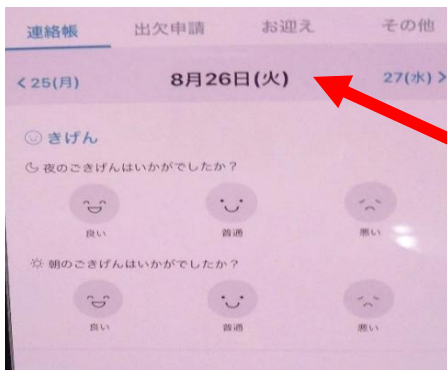 連絡帳 出欠申請 お迎え その他
< 25(月) 8月26日(火) 27(水) >
きげん
夜のごきげんはいかがでしたか?
良い 普通 悪い
朝のごきげんはいかがでしたか?
良い 普通 悪い